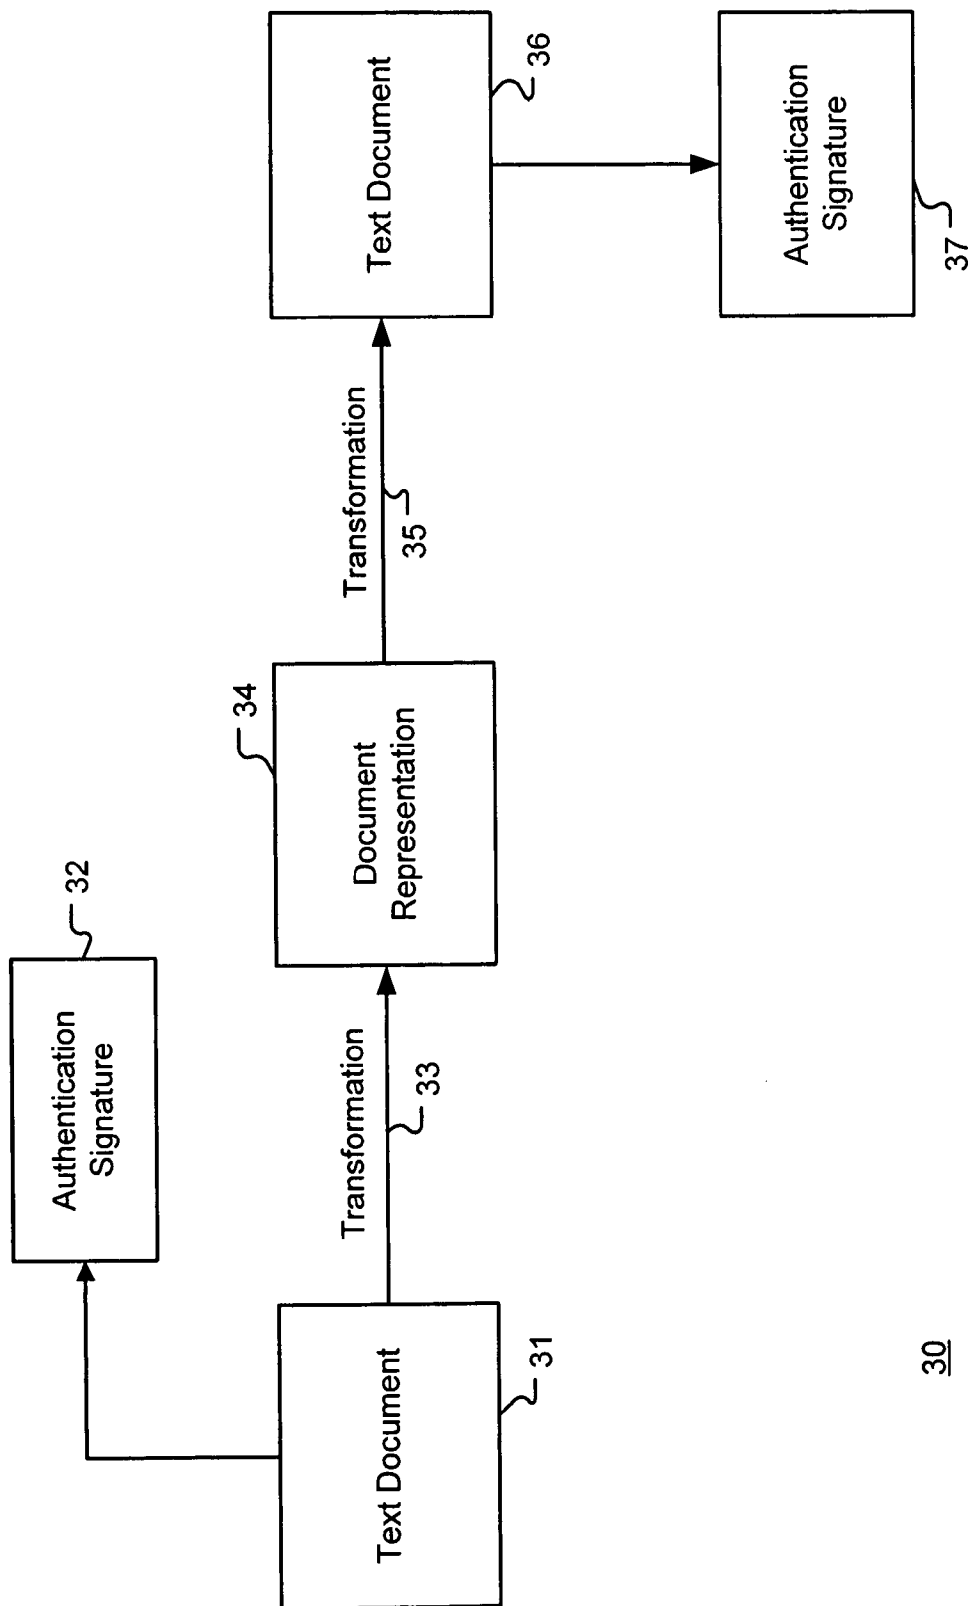 Authentication
Signature
32
Text Document
31
Transformation
33
Document
Representation
34
Transformation
35
Text Document
36
Authentication
Signature
37
30